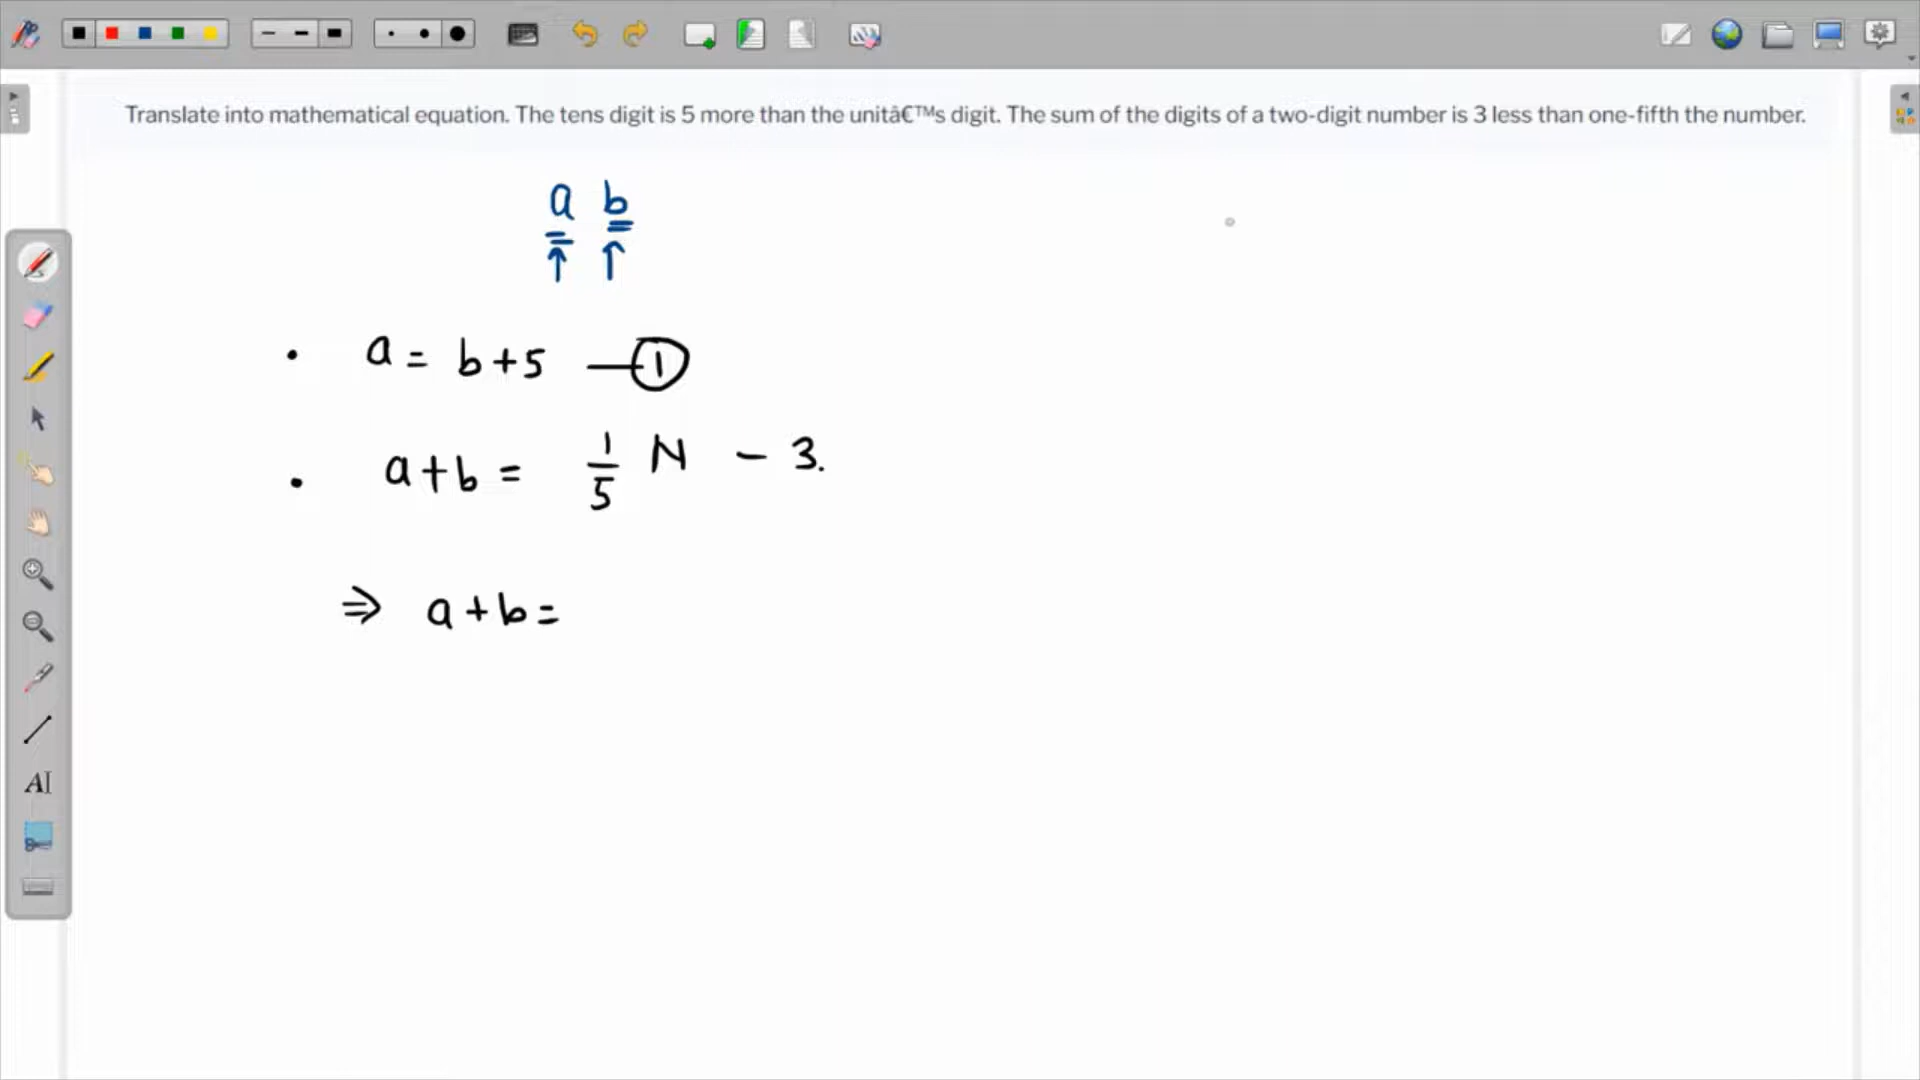 Translate into mathematical equation. The tens digit is 5 more than the unitâ€™s digit. The sum of the digits of a two-digit number is 3 less than one-fifth the number.
a b
• a = b+5 —①
• a+b = 1/5 N - 3.
⇒ a+b=
AI